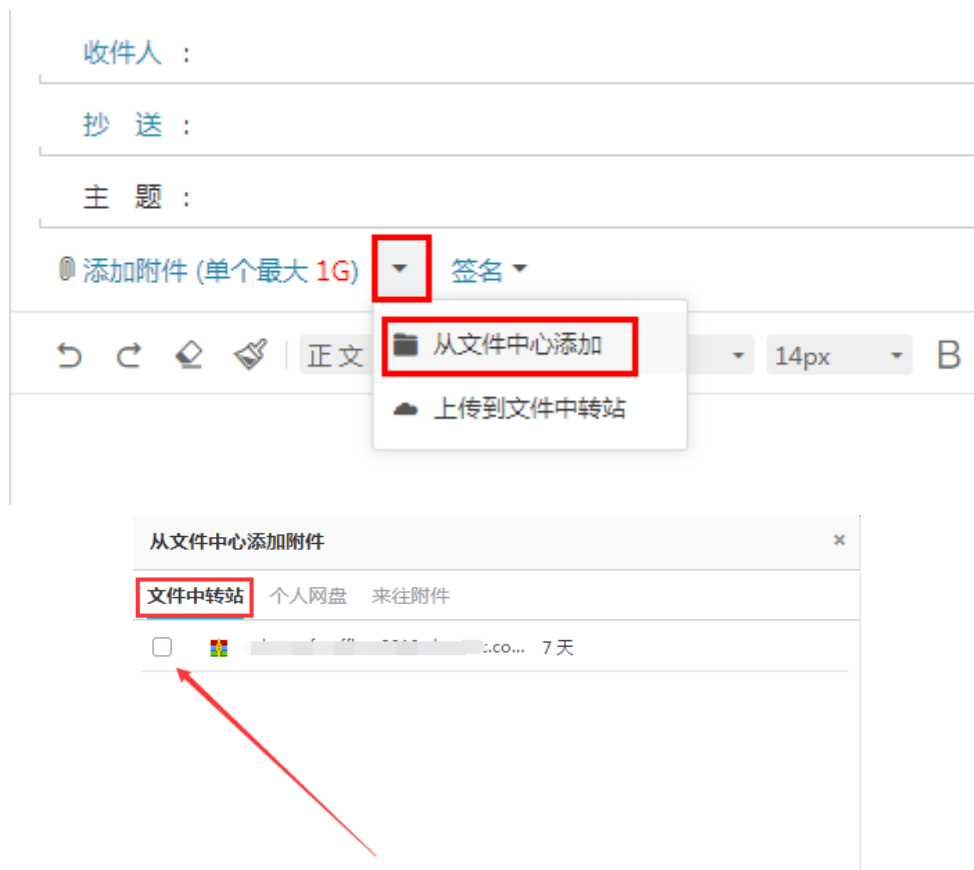 收件人 ：
抄 送 ：
主 题 ：
添加附件 (单个最大 1G) 签名
正文 14px B
从文件中心添加
上传到文件中转站
从文件中心添加附件 ×
文件中转站 个人网盘 来往附件
.co... 7 天